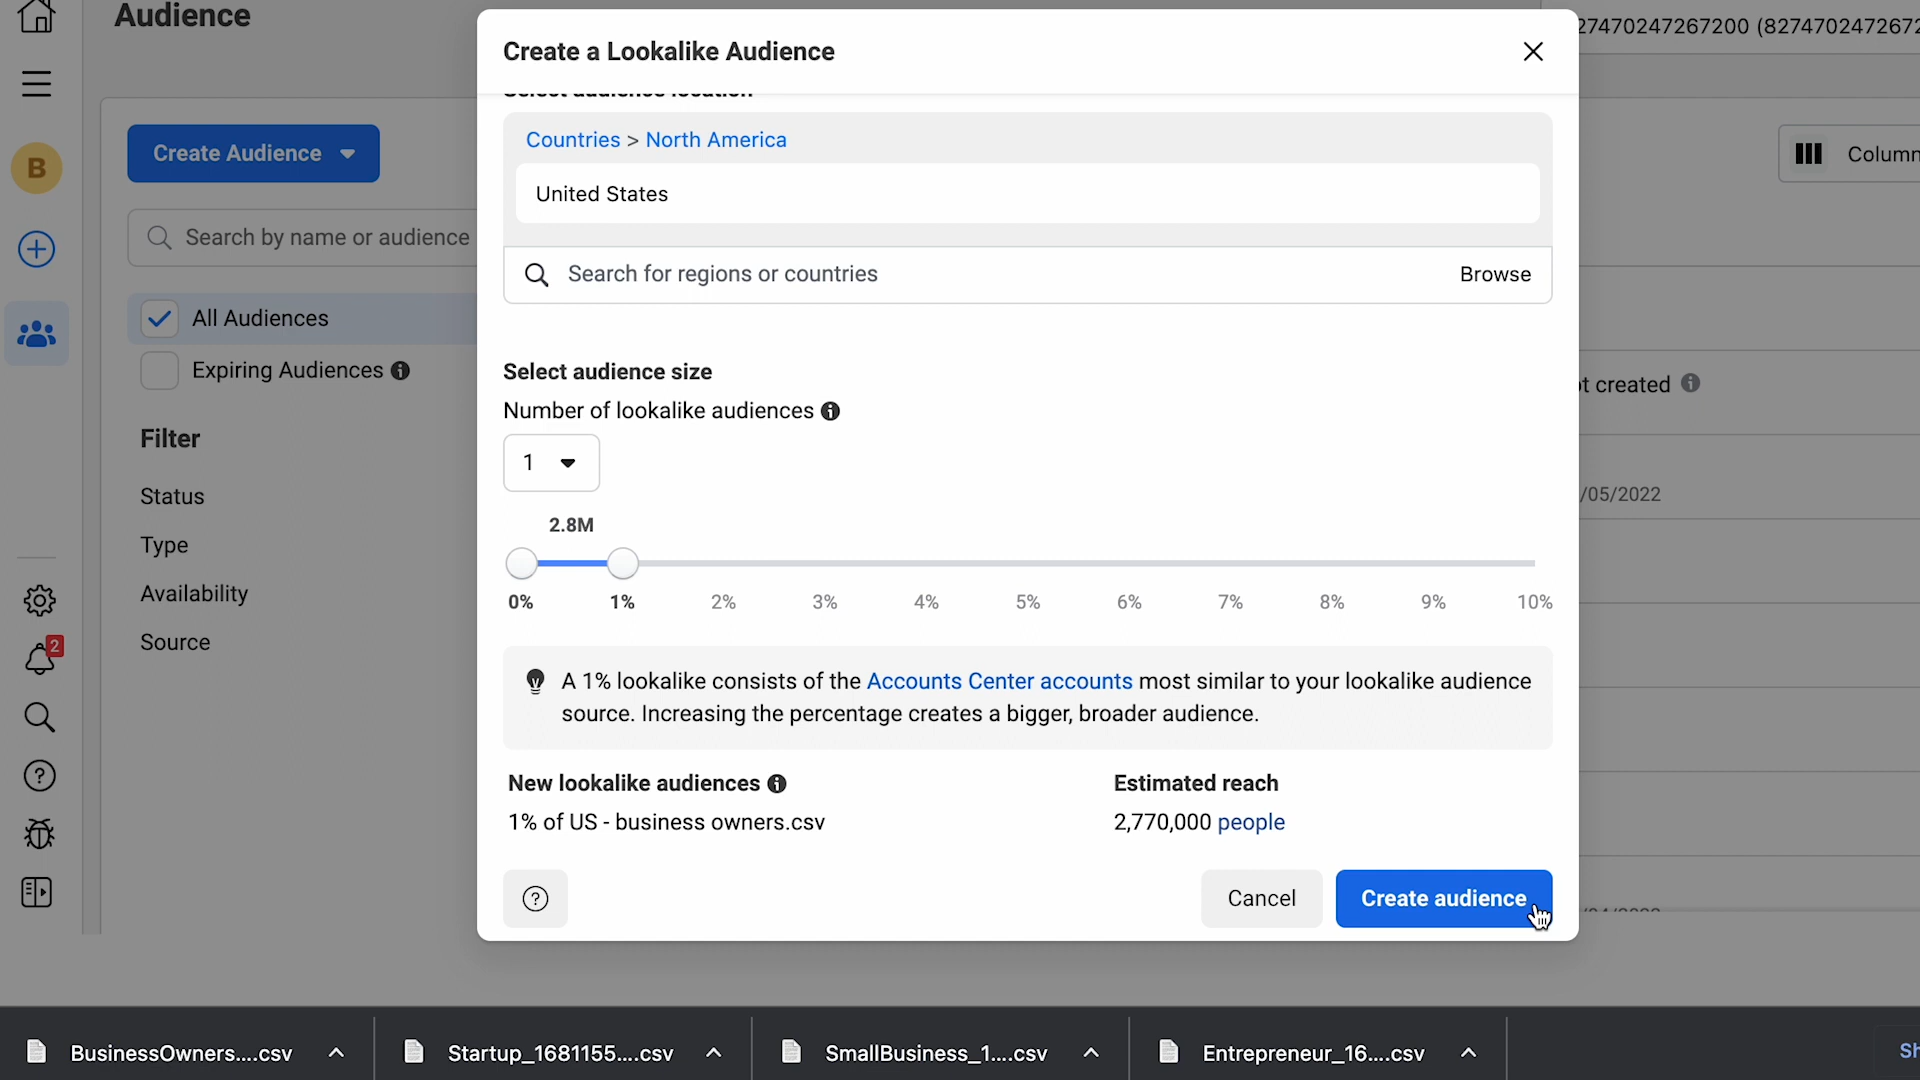 Audience
27470247267200 (827470247267
Create a Lookalike Audience
Select audience location
B
Create Audience
Countries > North America
Column
United States
Search by name or audience
Search for regions or countries
Browse
All Audiences
Expiring Audiences
Select audience size
t created
Number of lookalike audiences
Filter
1
Status
/05/2022
2.8M
Type
Availability
0% 1% 2% 3% 4% 5% 6% 7% 8% 9% 10%
Source
2
A 1% lookalike consists of the Accounts Center accounts most similar to your lookalike audience
source. Increasing the percentage creates a bigger, broader audience.
New lookalike audiences
Estimated reach
1% of US - business owners.csv
2,770,000 people
Cancel
Create audience
BusinessOwners....csv
Startup_1681155....csv
SmallBusiness_1....csv
Entrepreneur_16....csv
Sh